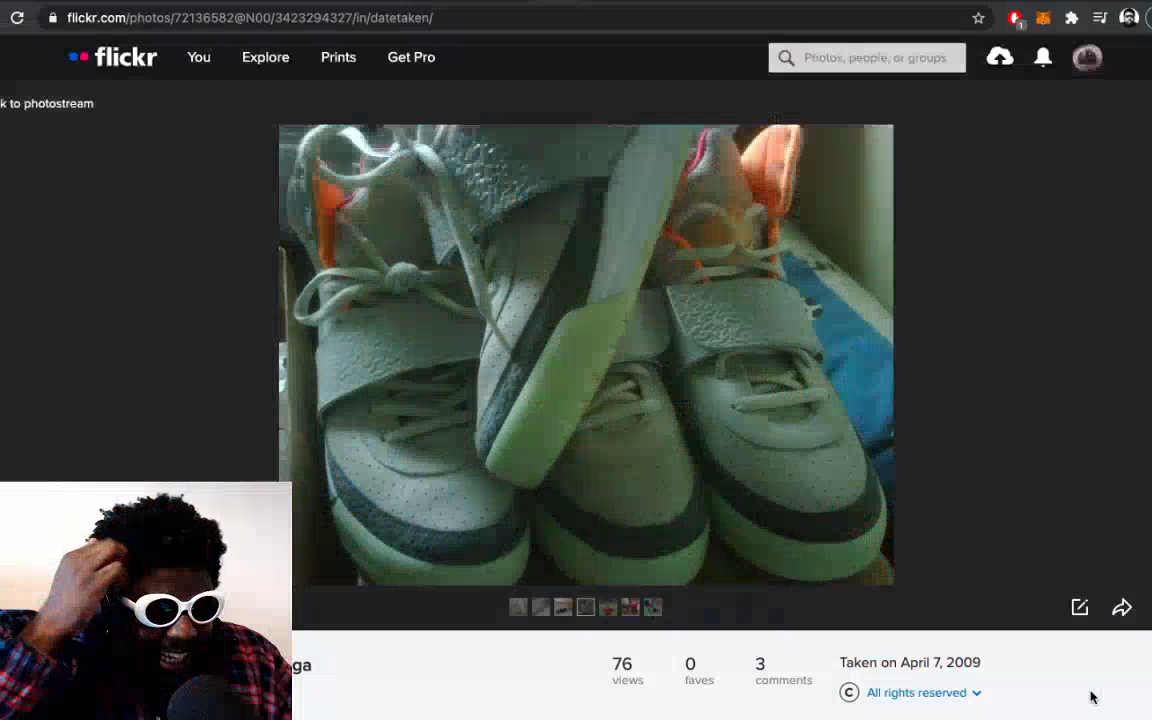 flickr.com/photos/72136582@N00/3423294327/in/datetaken/
1
flickr You Explore Prints Get Pro Photos, people, or groups
k to photostream
ga
76 0 3 Taken on April 7, 2009
views faves comments
C All rights reserved